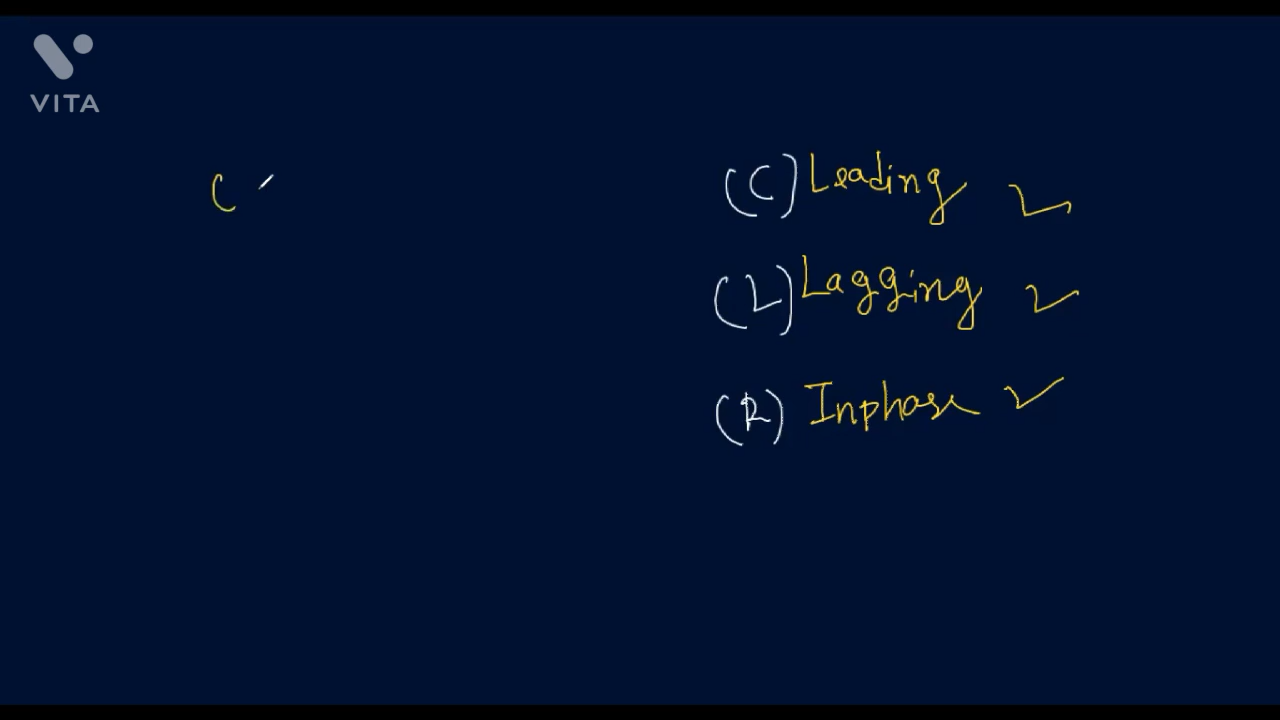 VITA
C
(C) Leading
(L) Lagging
(R) Inphase